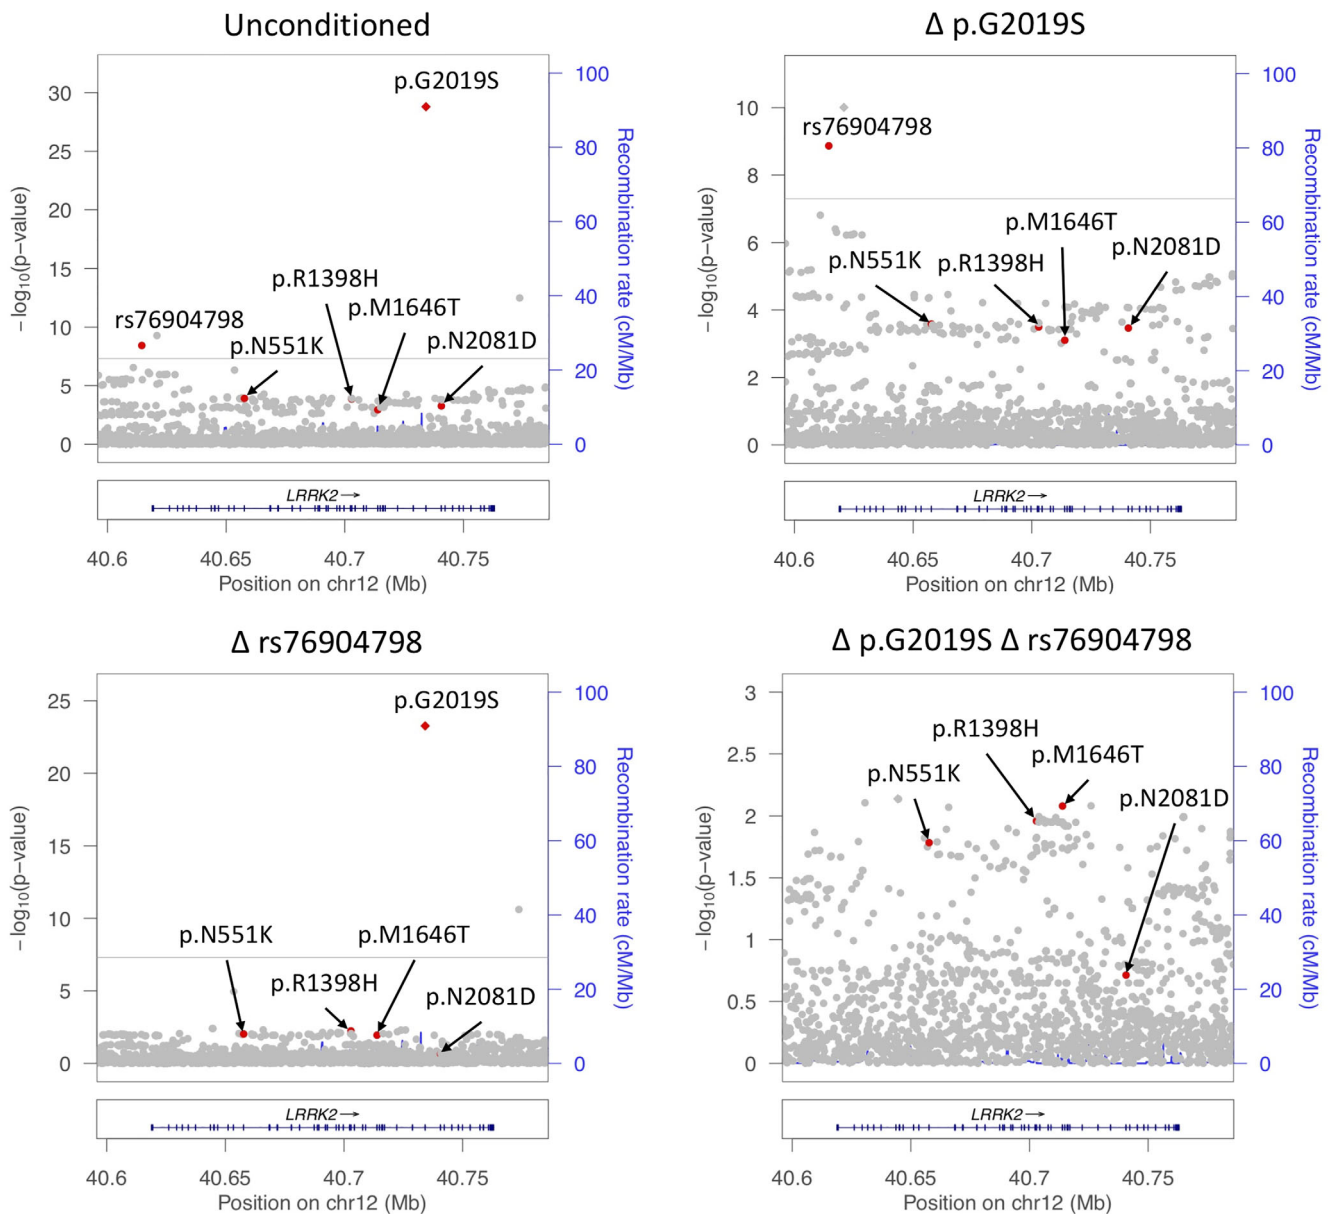 Unconditioned
p.G2019S
rs76904798
p.R1398H
p.M1646T
p.N551K
p.N2081D
30
25
20
15
10
5
0
− log10(p−value)
100
80
60
40
20
0
Recombination rate (cM/Mb)
LRRK2→
40.6 40.65 40.7 40.75
Position on chr12 (Mb)
Δ p.G2019S
rs76904798
p.M1646T
p.N551K
p.R1398H
p.N2081D
10
8
6
4
2
0
− log10(p−value)
100
80
60
40
20
0
Recombination rate (cM/Mb)
LRRK2→
40.6 40.65 40.7 40.75
Position on chr12 (Mb)
Δ rs76904798
p.G2019S
p.N551K
p.M1646T
p.R1398H
p.N2081D
25
20
15
10
5
0
− log10(p−value)
100
80
60
40
20
0
Recombination rate (cM/Mb)
LRRK2→
40.6 40.65 40.7 40.75
Position on chr12 (Mb)
Δ p.G2019S Δ rs76904798
p.R1398H
p.M1646T
p.N551K
p.N2081D
3
2.5
2
1.5
1
0.5
0
− log10(p−value)
100
80
60
40
20
0
Recombination rate (cM/Mb)
LRRK2→
40.6 40.65 40.7 40.75
Position on chr12 (Mb)